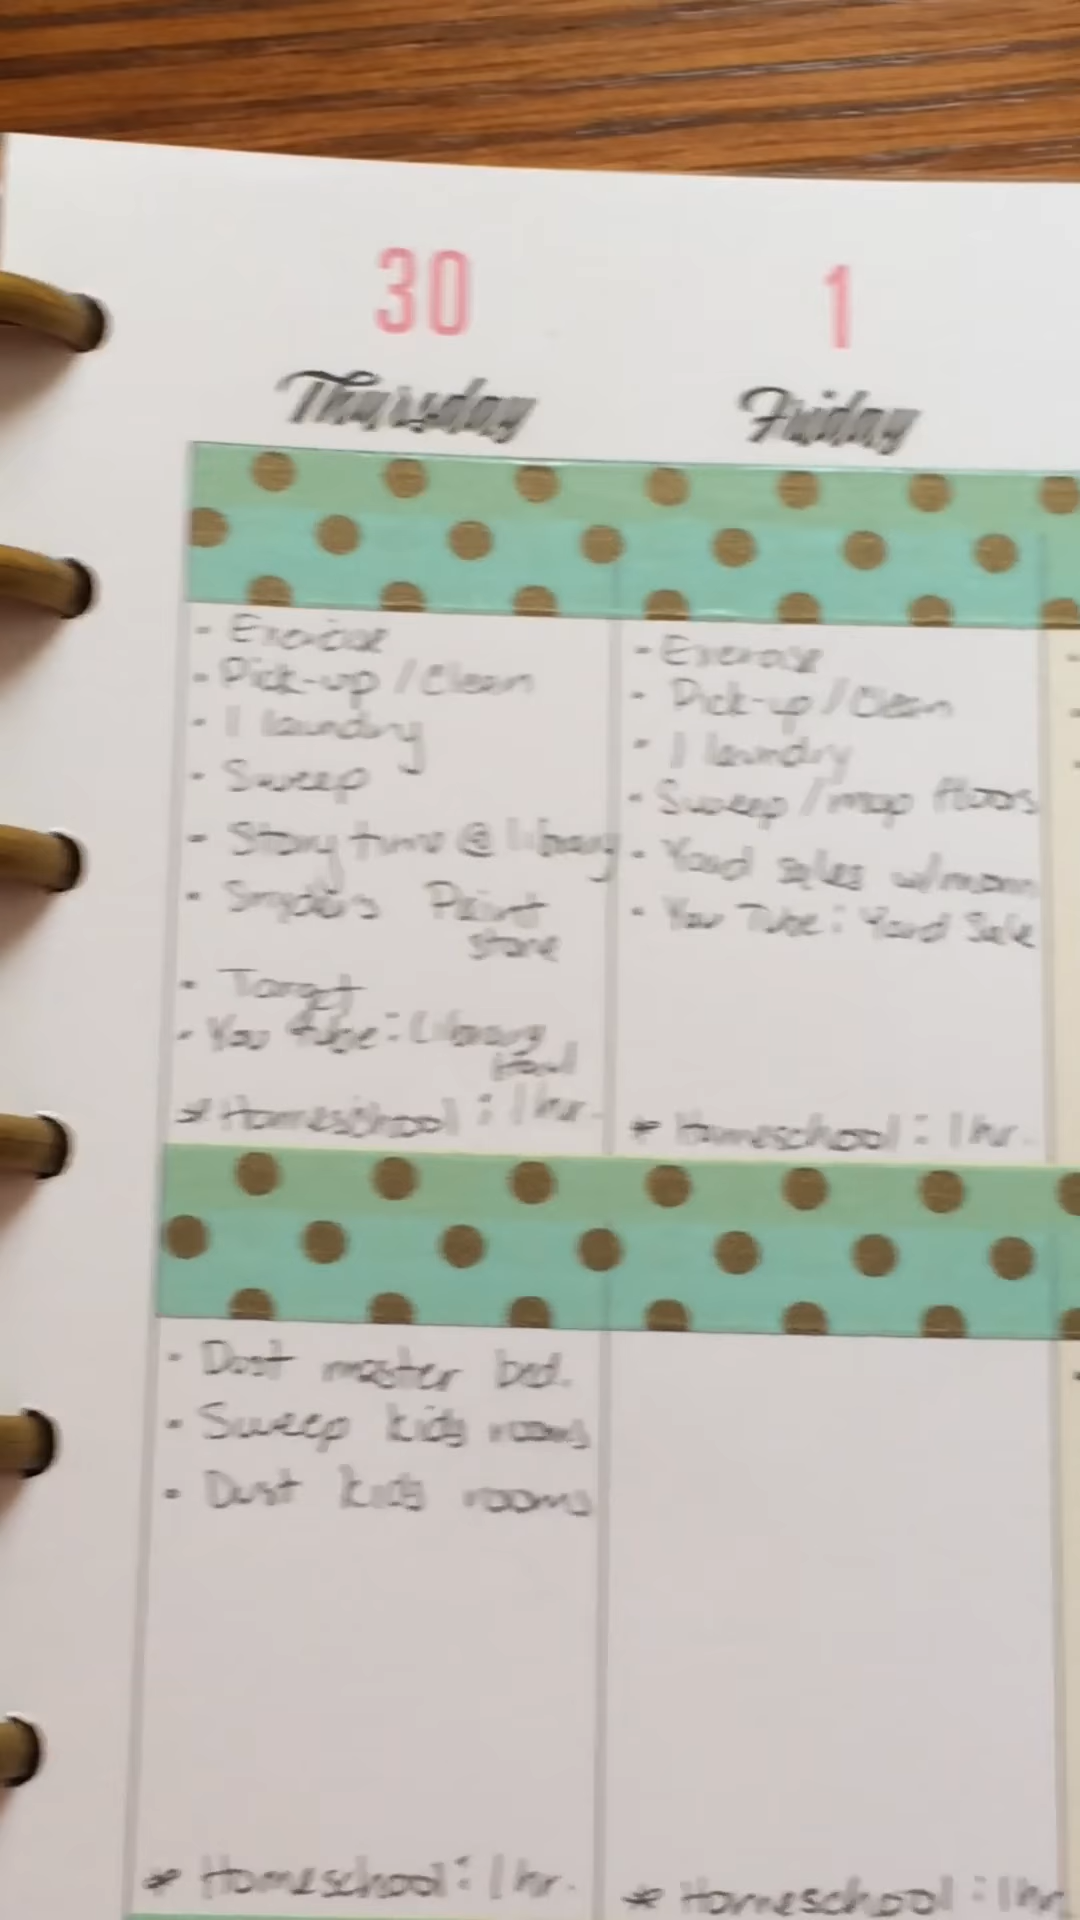 30
Thursday
- Exercise
- Pick-up / Clean
- 1 laundry
- Sweep
- Story time @ library
- Paint
store
- Target
- You Tube: Library
Haul
* Homeschool: 1 hr.
- Dust master bed.
- Sweep kids rooms
- Dust kids rooms
* Homeschool: 1 hr.
1
Friday
- Exercise
- Pick-up / Clean
- 1 laundry
- Sweep / mop floors
- Yard sales w/mom
- You Tube: Yard Sale
* Homeschool: 1 hr.
* Homeschool: 1 hr.